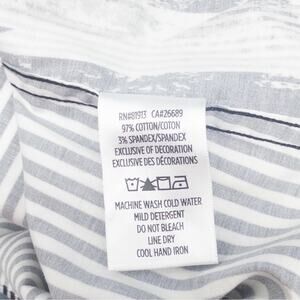 RN#81913 CA#26689
97% COTTON/COTON
3% SPANDEX/SPANDEX
EXCLUSIVE OF DECORATION
EXCLUSIVE DES DÉCORATIONS
MACHINE WASH COLD WATER
MILD DETERGENT
DO NOT BLEACH
LINE DRY
COOL HAND IRON